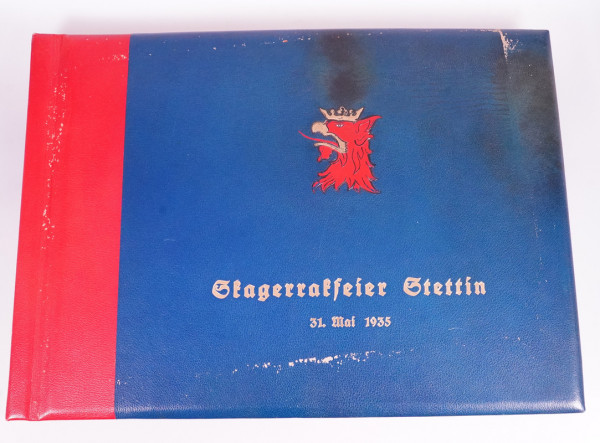 Skagerrakfeier Stettin
31. Mai 1935